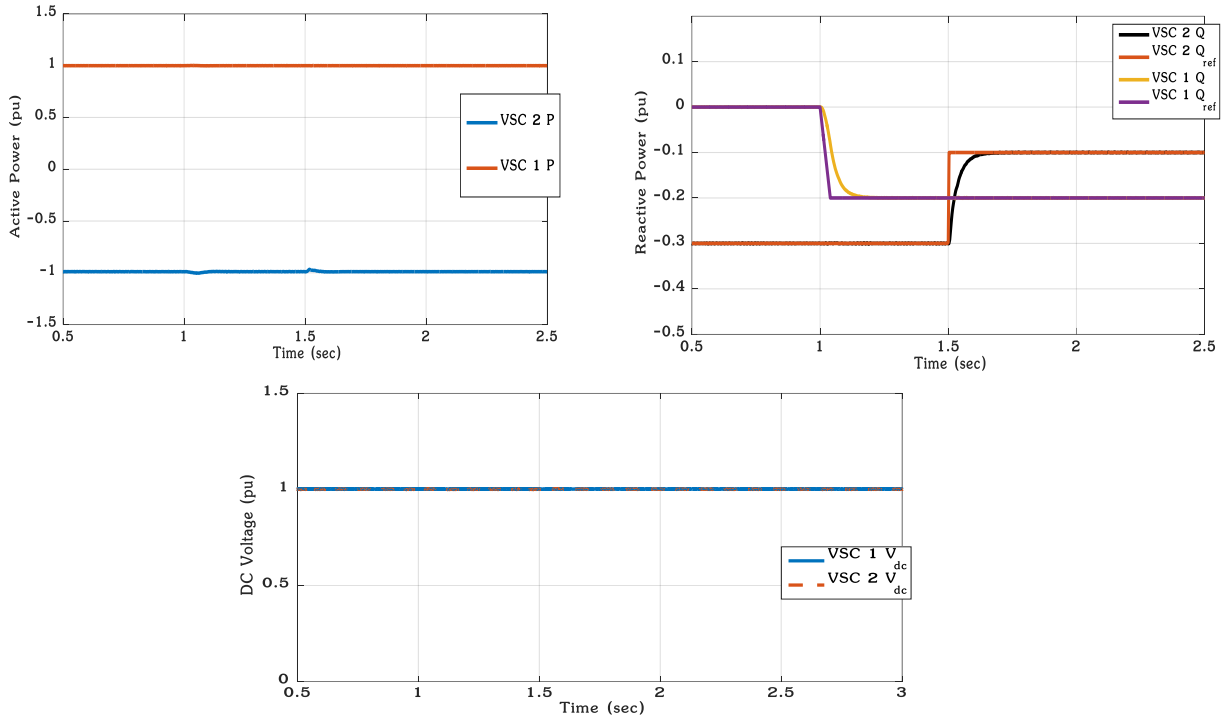 1.5
1
0.5
0
-0.5
-1
-1.5
Active Power (pu)
0.5 1 1.5 2 2.5
Time (sec)
VSC 2 P
VSC 1 P
0.1
0
-0.1
-0.2
-0.3
-0.4
-0.5
Reactive Power (pu)
0.5 1 1.5 2 2.5
Time (sec)
VSC 2 Q
VSC 2 Q ref
VSC 1 Q
VSC 1 Q ref
1.5
1
0.5
0
DC Voltage (pu)
0.5 1 1.5 2 2.5 3
Time (sec)
VSC 1 V dc
VSC 2 V dc